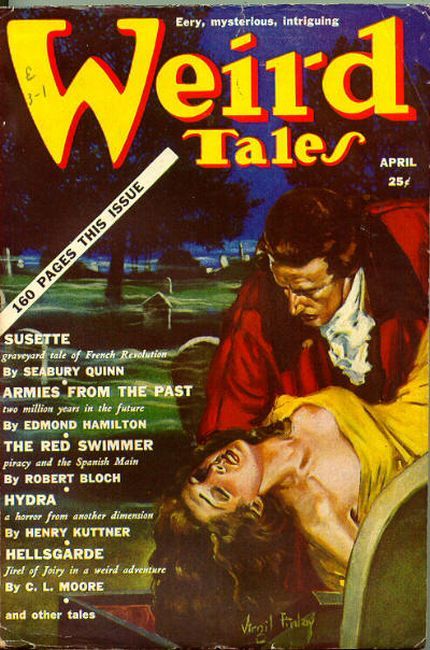 Eery, mysterious, intriguing
Weird
Tales
APRIL
25¢
3-1
160 PAGES THIS ISSUE
SUSETTE
graveyard tale of French Revolution
By SEABURY QUINN
ARMIES FROM THE PAST
two million years in the future
By EDMOND HAMILTON
THE RED SWIMMER
piracy and the Spanish Main
By ROBERT BLOCH
HYDRA
a horror from another dimension
By HENRY KUTTNER
HELLSGARDE
Jirel of Joiry in a weird adventure
By C. L. MOORE
and other tales
Virgil Finlay